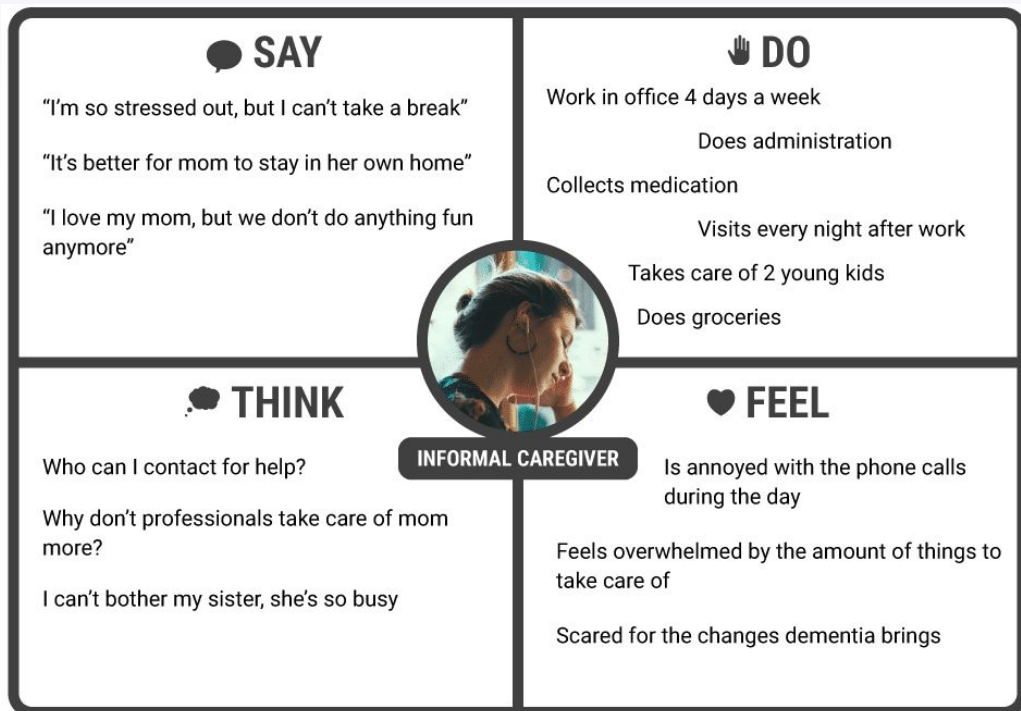 SAY
“I’m so stressed out, but I can’t take a break”
“It’s better for mom to stay in her own home”
“I love my mom, but we don’t do anything fun
anymore”
DO
Work in office 4 days a week
Does administration
Collects medication
Visits every night after work
Takes care of 2 young kids
Does groceries
INFORMAL CAREGIVER
THINK
Who can I contact for help?
Why don’t professionals take care of mom
more?
I can’t bother my sister, she’s so busy
FEEL
Is annoyed with the phone calls
during the day
Feels overwhelmed by the amount of things to
take care of
Scared for the changes dementia brings